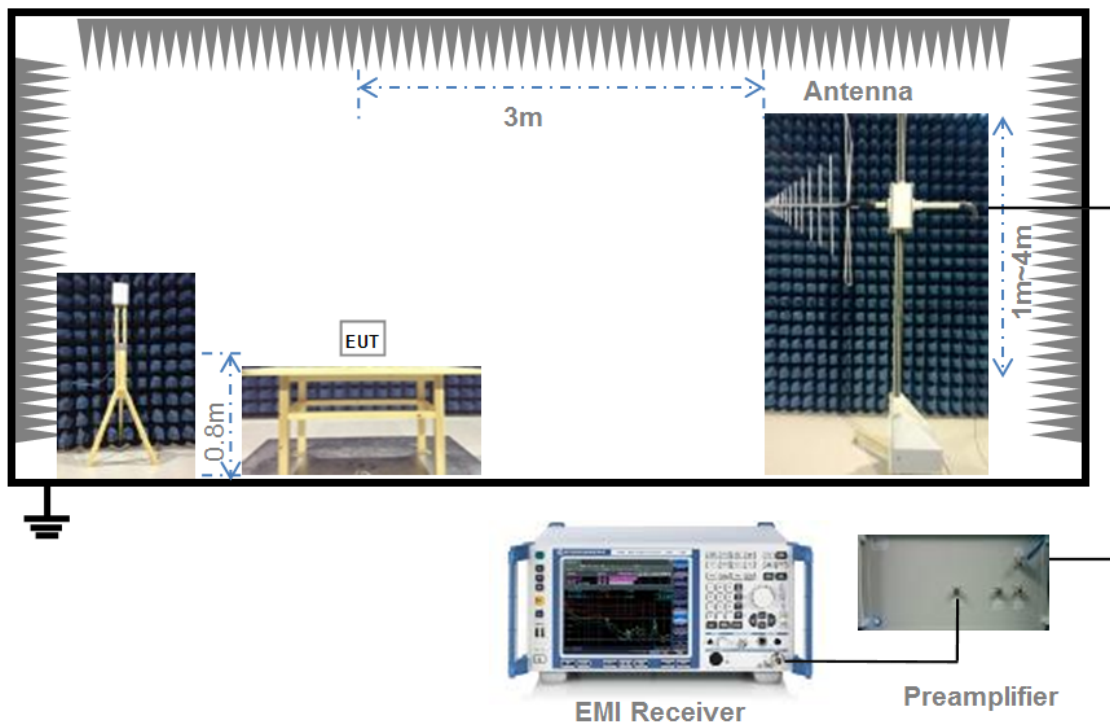 Antenna
3m
1m~4m
EUT
0.8m
EMI Receiver
Preamplifier